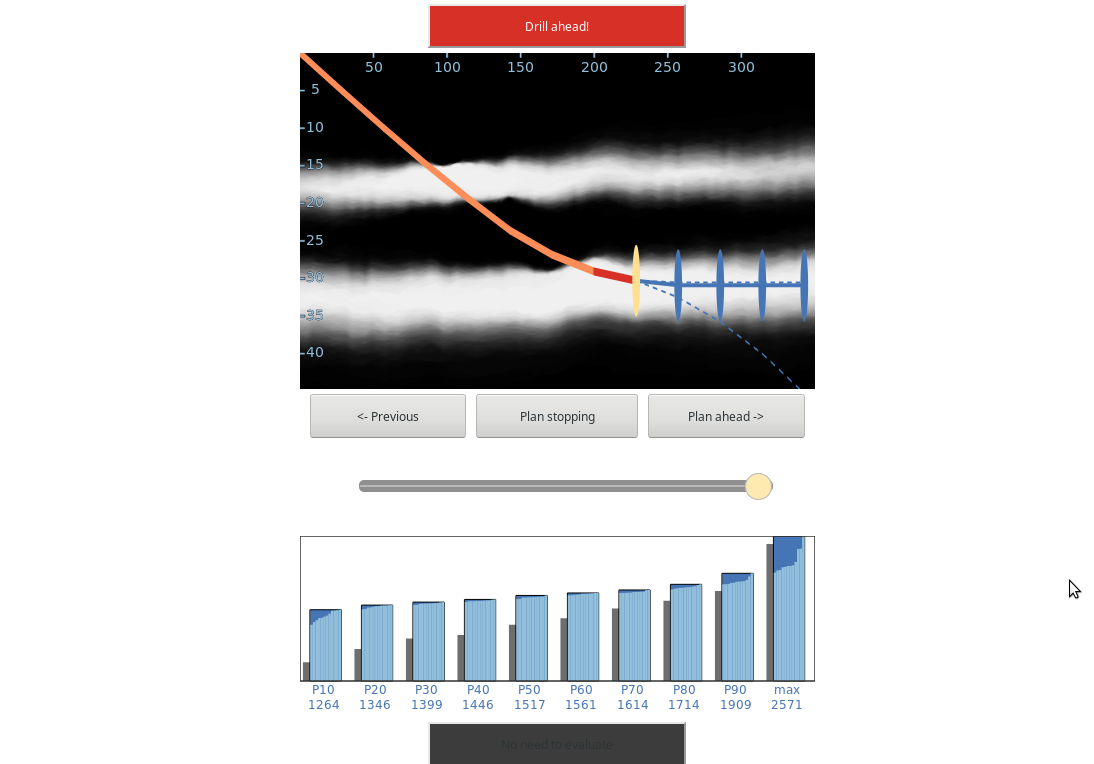 Drill ahead!
50 100 150 200 250 300
5
-10
-15
-20
-25
-30
-35
-40
<- Previous Plan stopping Plan ahead ->
P10 P20 P30 P40 P50 P60 P70 P80 P90 max
1264 1346 1399 1446 1517 1561 1614 1714 1909 2571
No need to evaluate